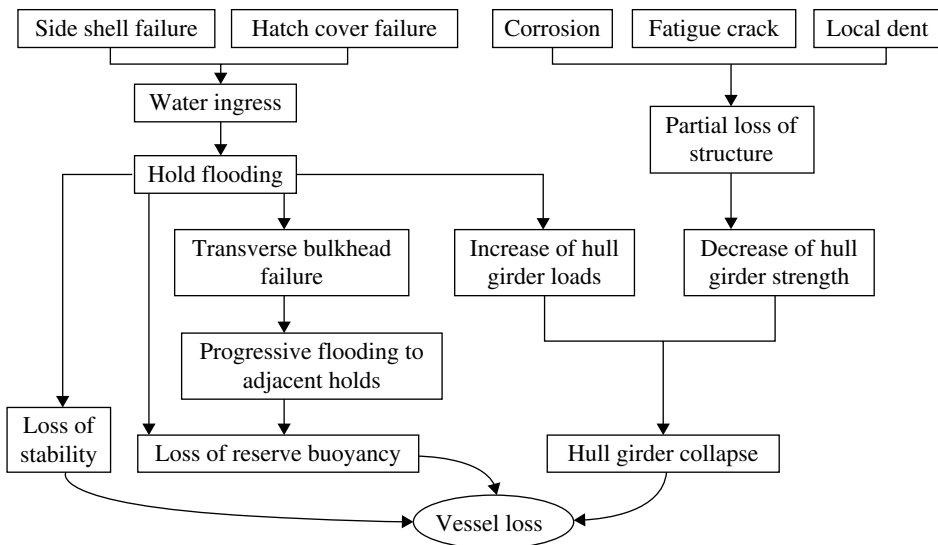 Side shell failure
Hatch cover failure
Corrosion
Fatigue crack
Local dent
Water ingress
Partial loss of
structure
Hold flooding
Transverse bulkhead
failure
Increase of hull
girder loads
Decrease of hull
girder strength
Progressive flooding to
adjacent holds
Loss of
stability
Loss of reserve buoyancy
Hull girder collapse
Vessel loss